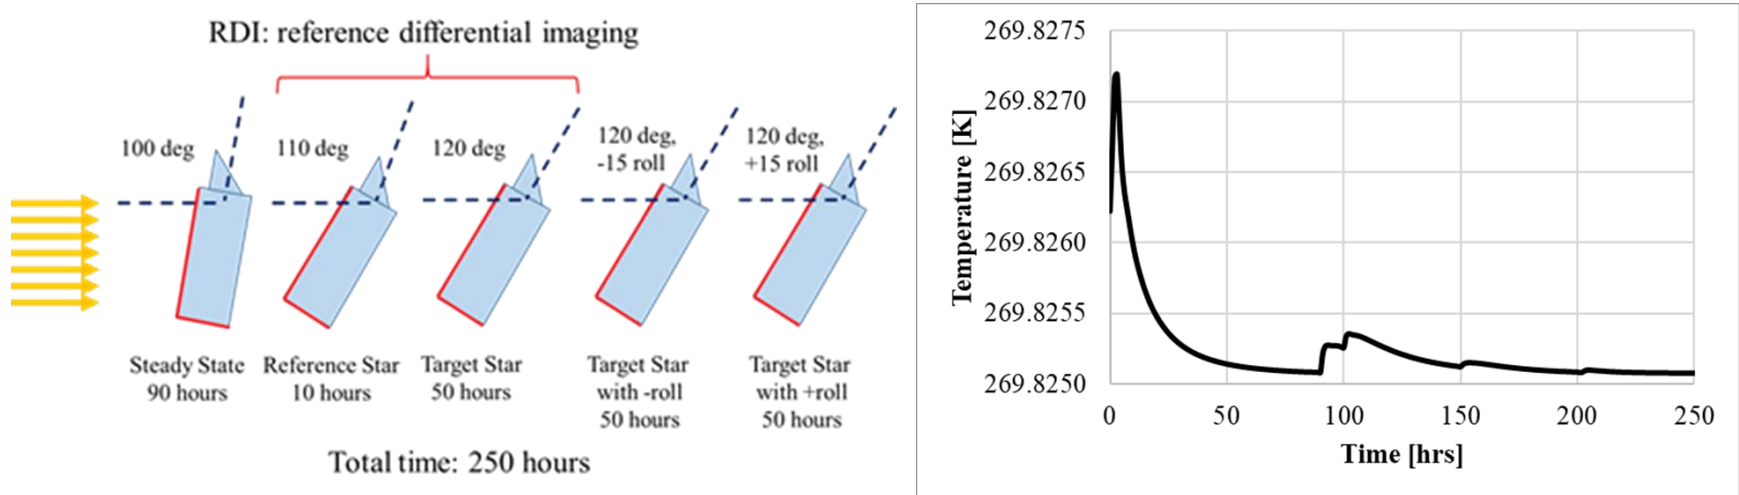 RDI: reference differential imaging
100 deg
110 deg
120 deg
120 deg,
-15 roll
120 deg,
+15 roll
Steady State
90 hours
Reference Star
10 hours
Target Star
50 hours
Target Star
with -roll
50 hours
Target Star
with +roll
50 hours
Total time: 250 hours
Temperature [K]
269.8275
269.8270
269.8265
269.8260
269.8255
269.8250
0
50
100
150
200
250
Time [hrs]